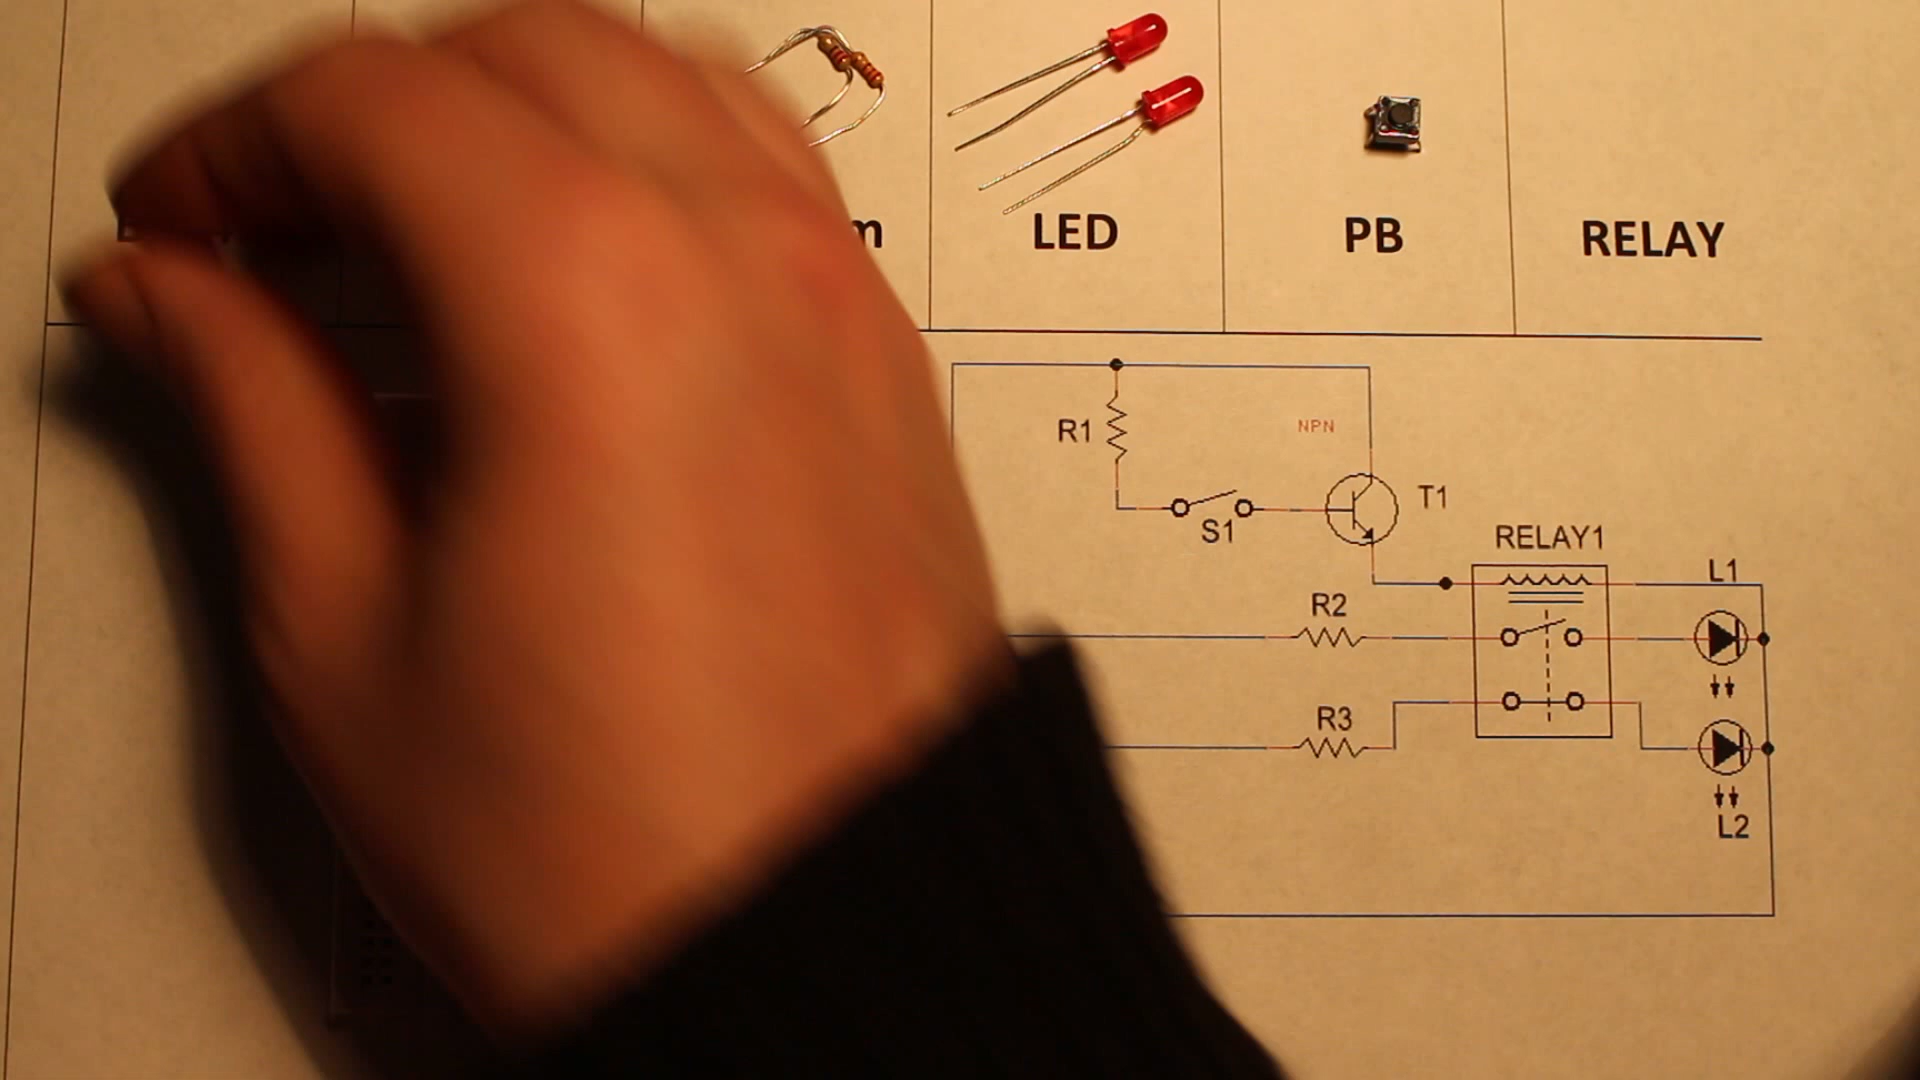 LED
PB
RELAY
R1
NPN
T1
S1
RELAY1
L1
R2
R3
L2